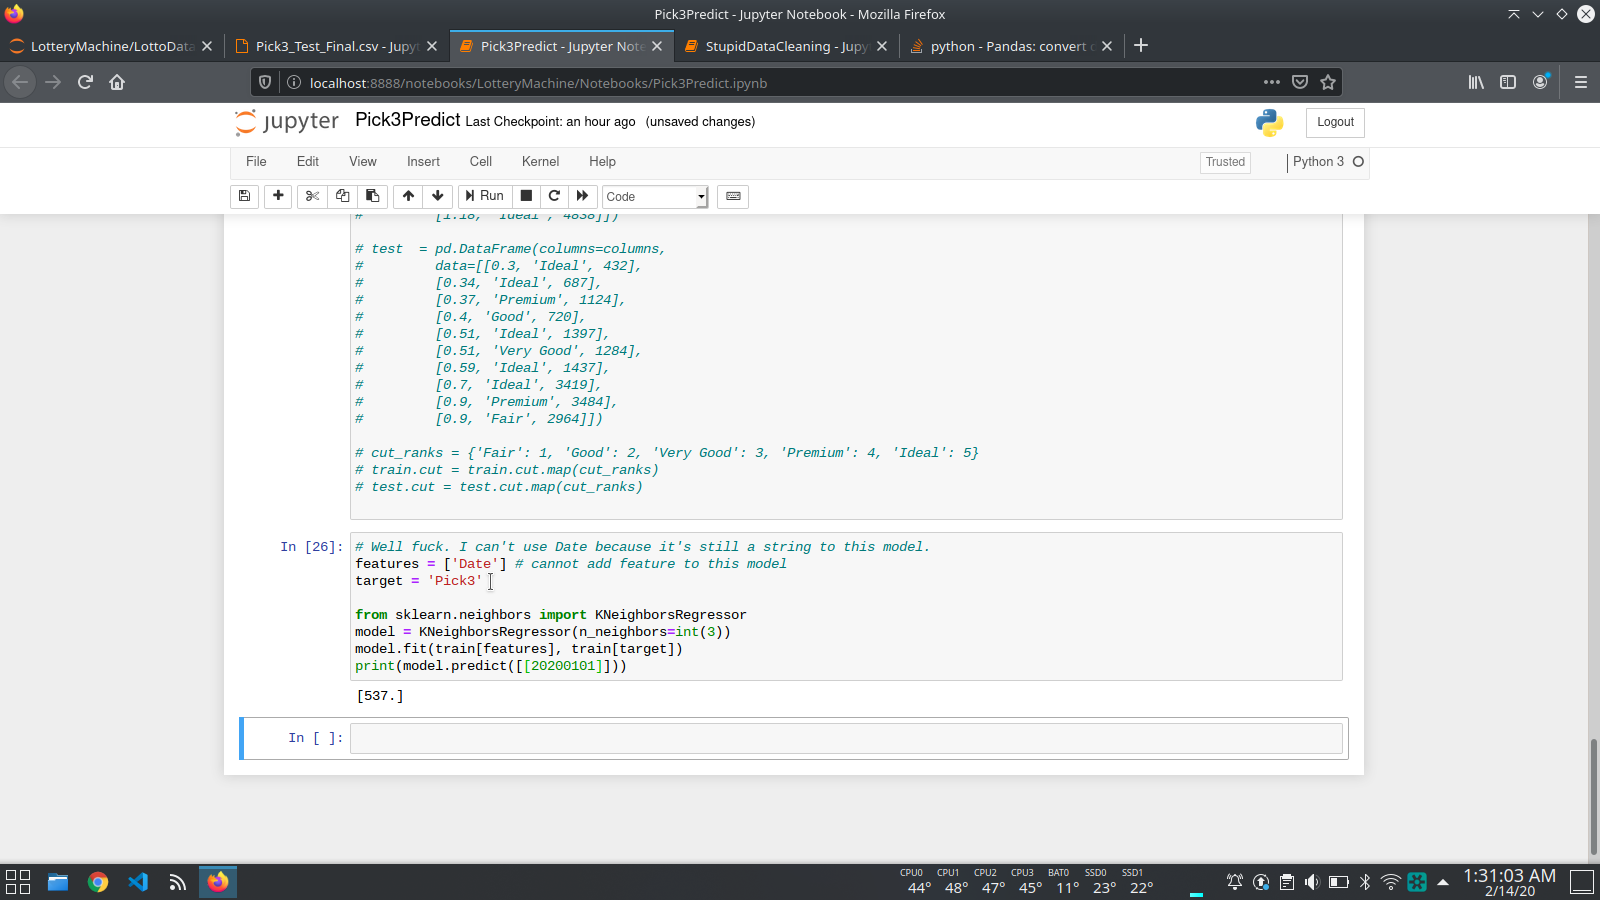 Pick3Predict - Jupyter Notebook - Mozilla Firefox
LotteryMachine/LottoData
Pick3_Test_Final.csv - Jupyt
Pick3Predict - Jupyter Note
StupidDataCleaning - Jupy
python - Pandas: convert
localhost:8888/notebooks/LotteryMachine/Notebooks/Pick3Predict.ipynb
jupyter Pick3Predict Last Checkpoint: an hour ago (unsaved changes)
Logout
File Edit View Insert Cell Kernel Help
Trusted
Python 3
Run
Code
# [1.18, 'Ideal', 4838]])
# test  = pd.DataFrame(columns=columns,
#         data=[[0.3, 'Ideal', 432],
#         [0.34, 'Ideal', 687],
#         [0.37, 'Premium', 1124],
#         [0.4, 'Good', 720],
#         [0.51, 'Ideal', 1397],
#         [0.51, 'Very Good', 1284],
#         [0.59, 'Ideal', 1437],
#         [0.7, 'Ideal', 3419],
#         [0.9, 'Premium', 3484],
#         [0.9, 'Fair', 2964]])
# cut_ranks = {'Fair': 1, 'Good': 2, 'Very Good': 3, 'Premium': 4, 'Ideal': 5}
# train.cut = train.cut.map(cut_ranks)
# test.cut = test.cut.map(cut_ranks)
In [26]:
# Well fuck. I can't use Date because it's still a string to this model.
features = ['Date'] # cannot add feature to this model
target = 'Pick3'
from sklearn.neighbors import KNeighborsRegressor
model = KNeighborsRegressor(n_neighbors=int(3))
model.fit(train[features], train[target])
print(model.predict([[20200101]]))
[537.]
In [ ]:
CPU0 CPU1 CPU2 CPU3 BAT0 SSD0 SSD1
44° 48° 47° 45° 11° 23° 22°
1:31:03 AM
2/14/20